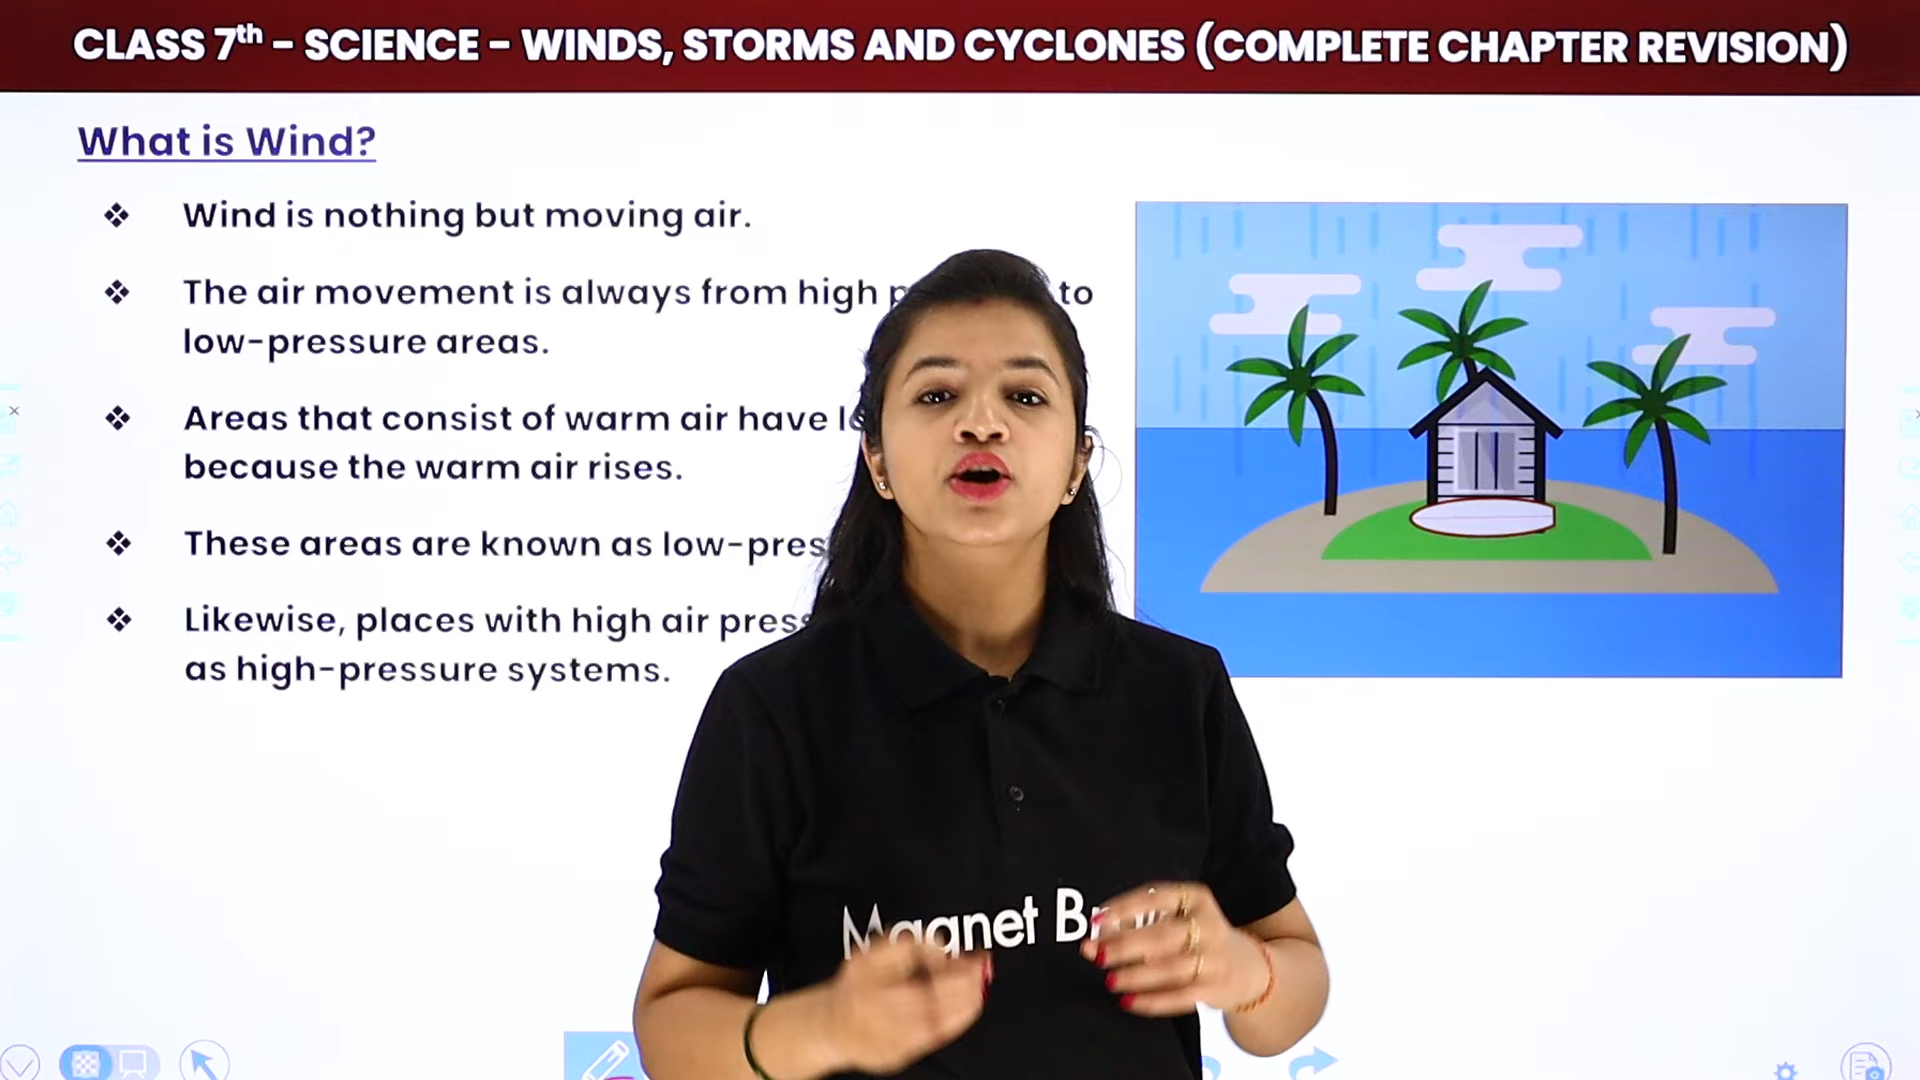 CLASS 7th - SCIENCE - WINDS, STORMS AND CYCLONES (COMPLETE CHAPTER REVISION)
What is Wind?
❖ Wind is nothing but moving air.
❖ The air movement is always from high to
low-pressure areas.
❖ Areas that consist of warm air have
because the warm air rises.
❖ These areas are known as
❖ Likewise, places with high air
as high-pressure systems.
Magnet